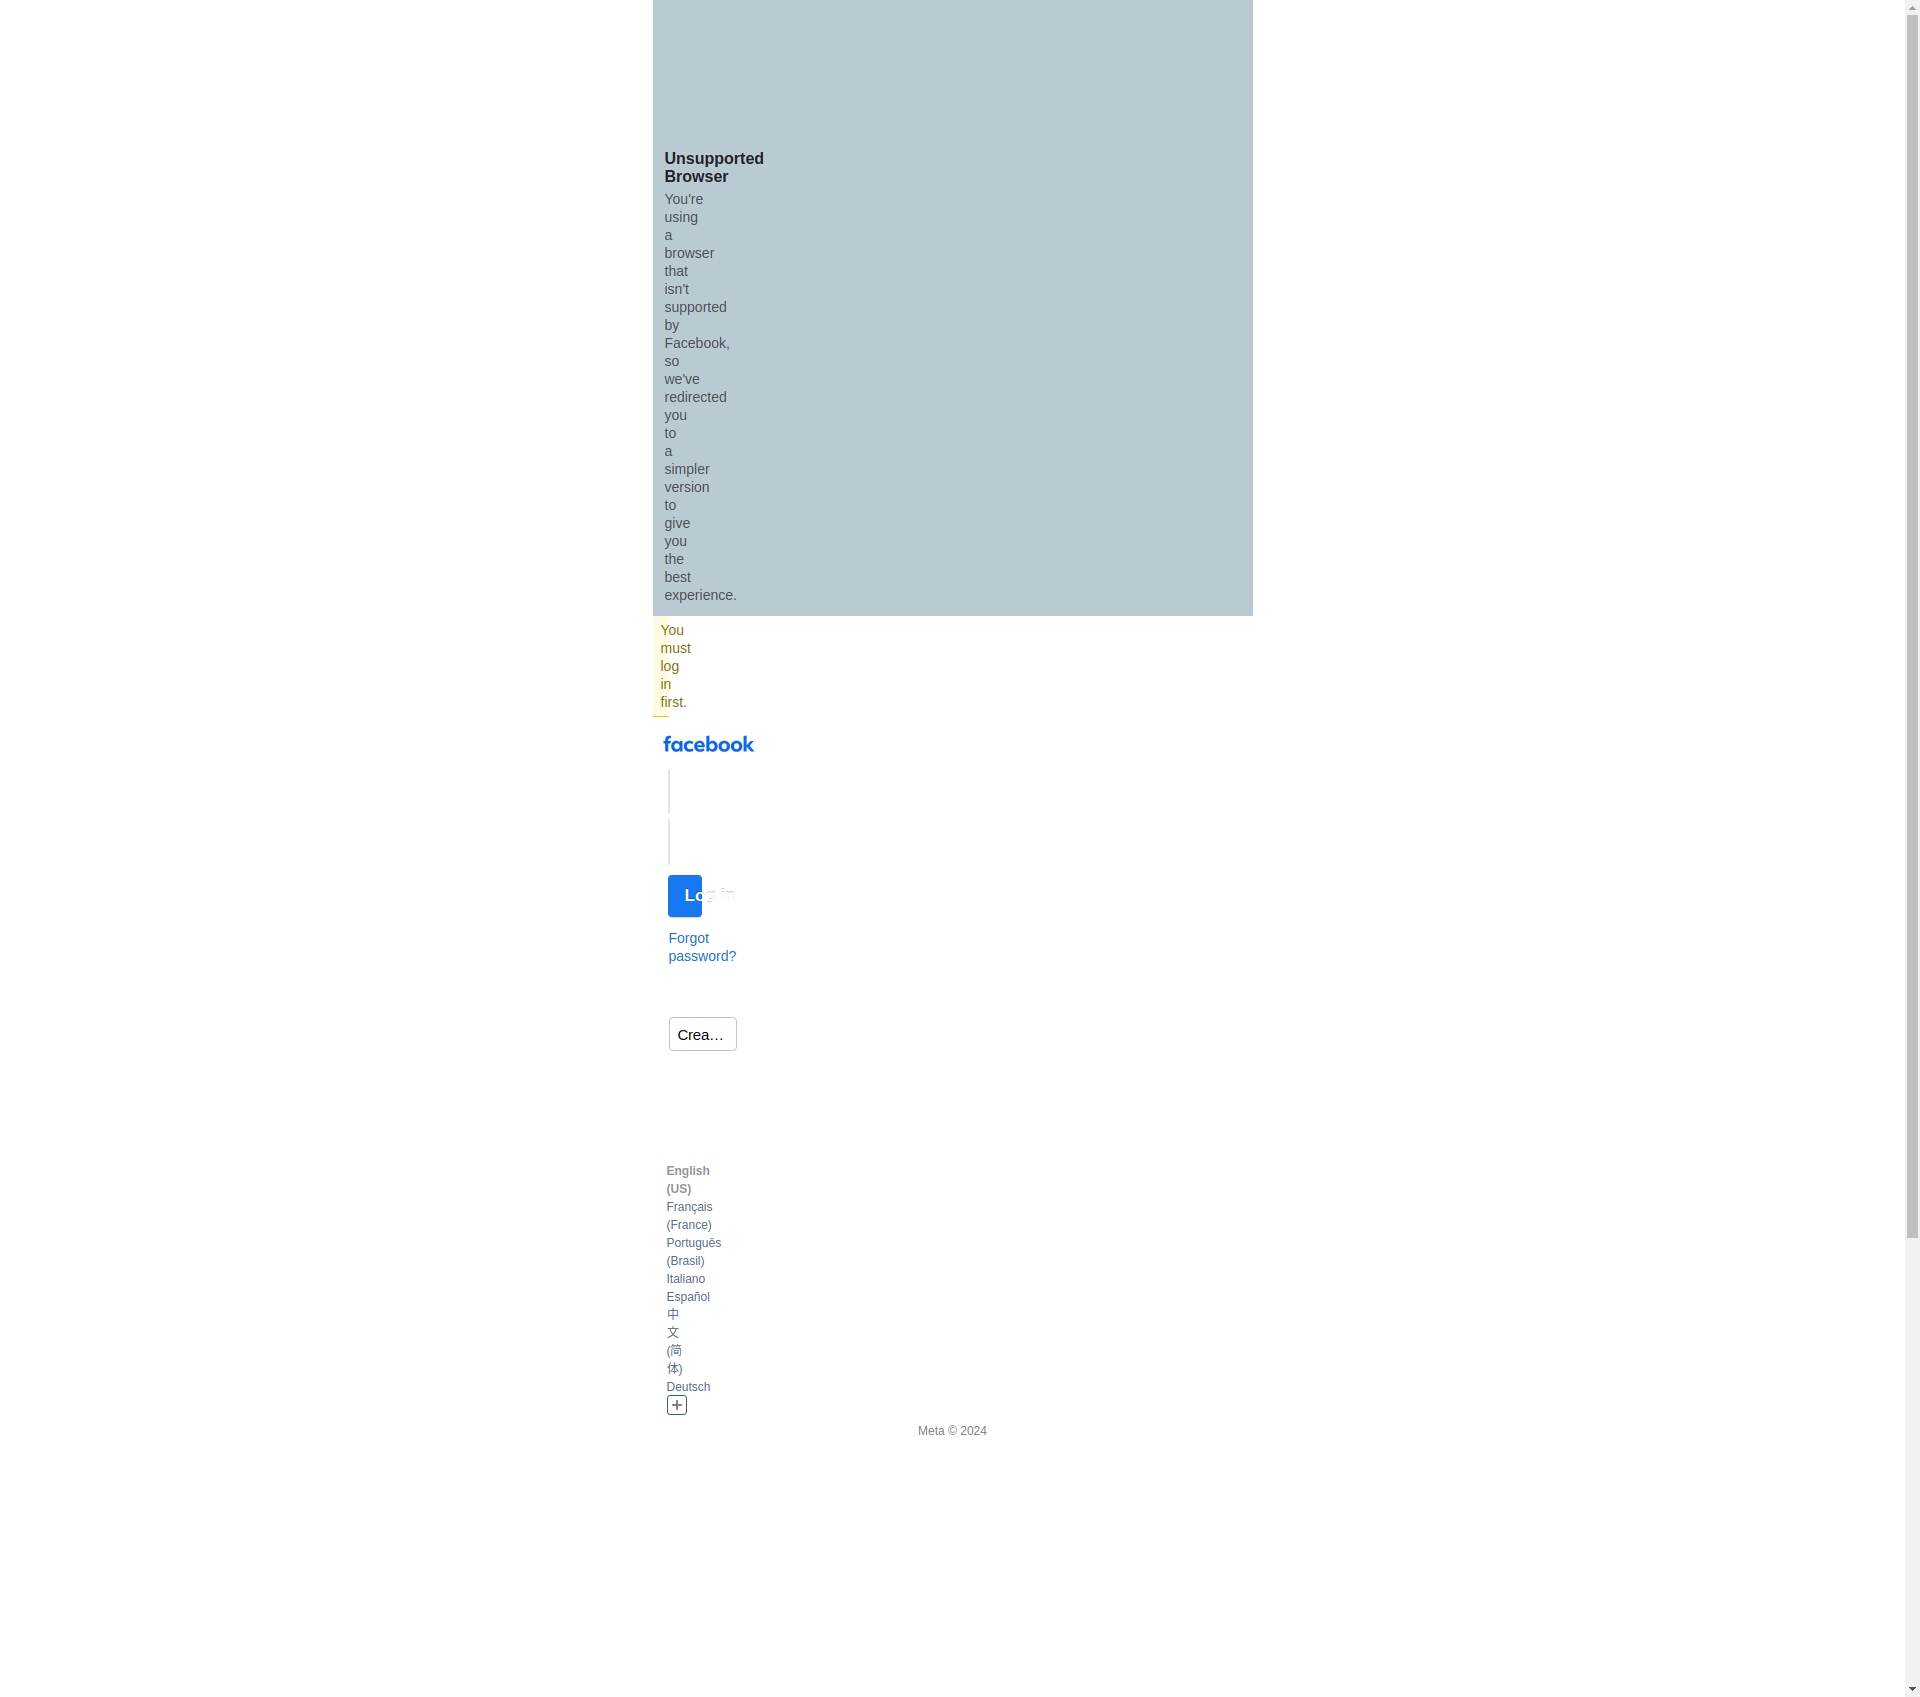 Unsupported
Browser
You're
using
a
browser
that
isn't
supported
by
Facebook,
so
we've
redirected
you
to
a
simpler
version
to
give
you
the
best
experience.
You
must
log
in
first.
facebook
Log in
Forgot
password?
Crea…
English
(US)
Français
(France)
Português
(Brasil)
Italiano
Español
中
文
(简
体)
Deutsch
Meta © 2024